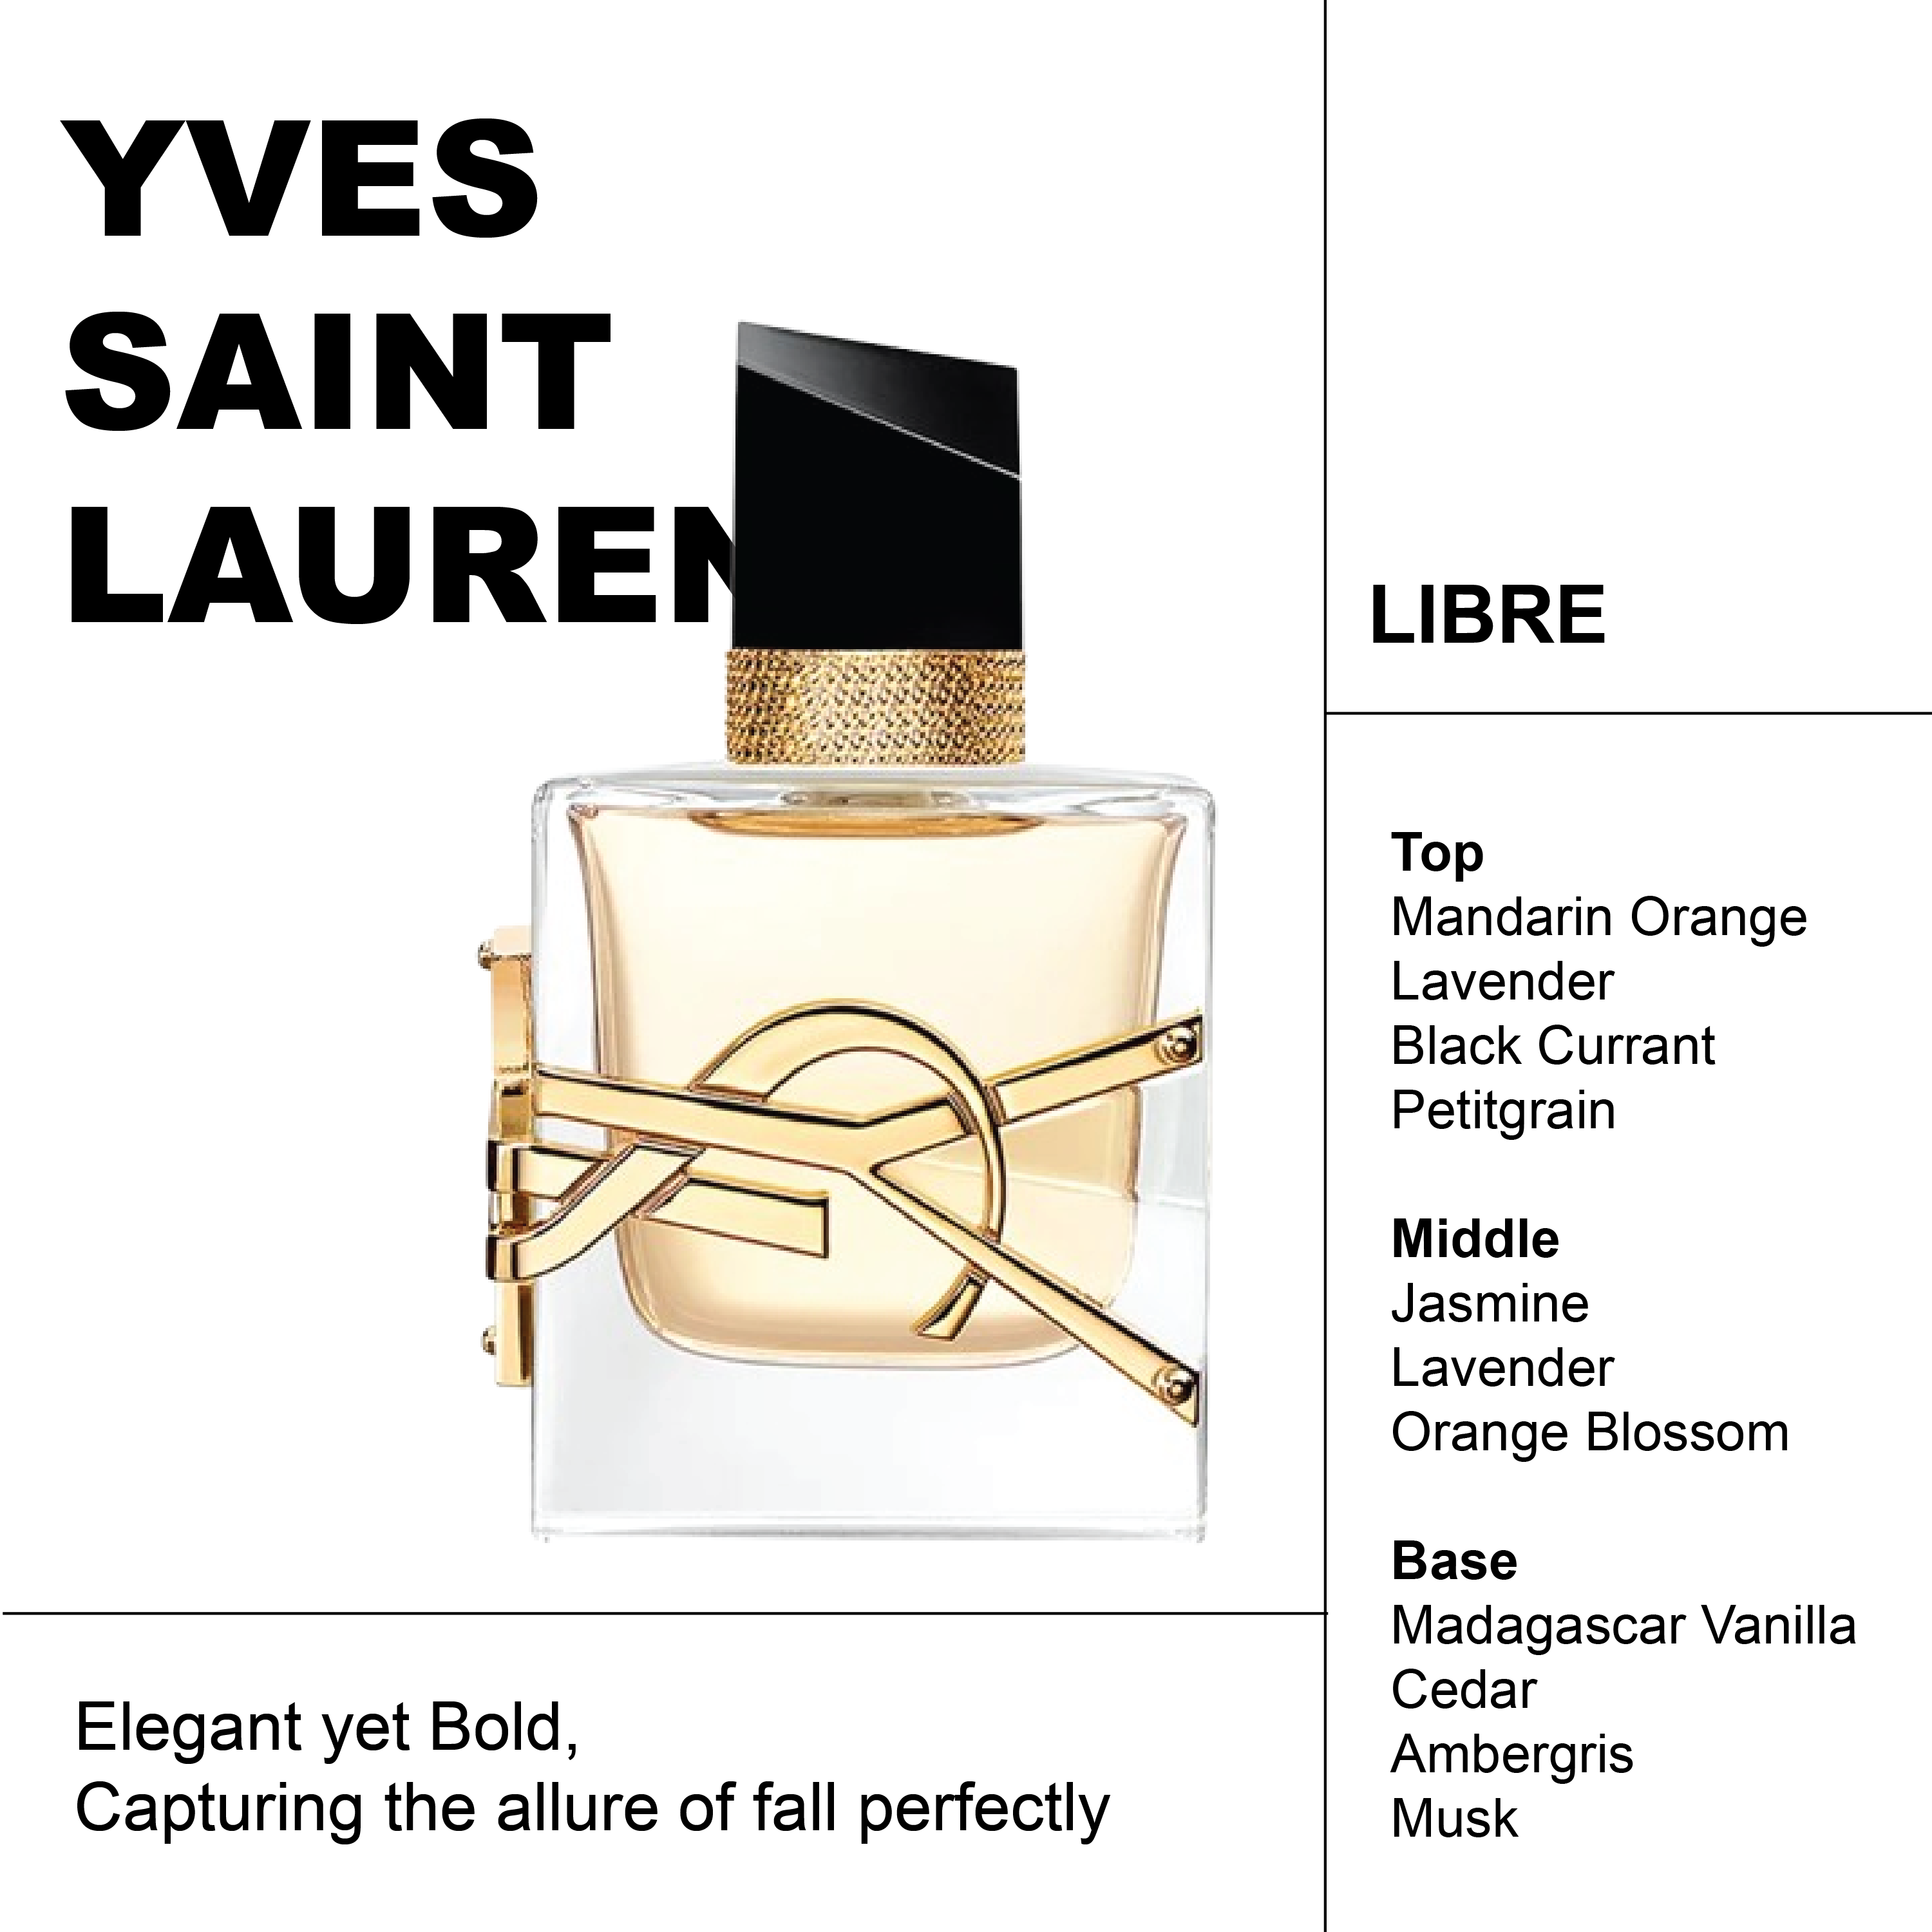 YVES
SAINT
LAUREN
LIBRE
Top
Mandarin Orange
Lavender
Black Currant
Petitgrain
Middle
Jasmine
Lavender
Orange Blossom
Base
Madagascar Vanilla
Cedar
Ambergris
Musk
Elegant yet Bold,
Capturing the allure of fall perfectly